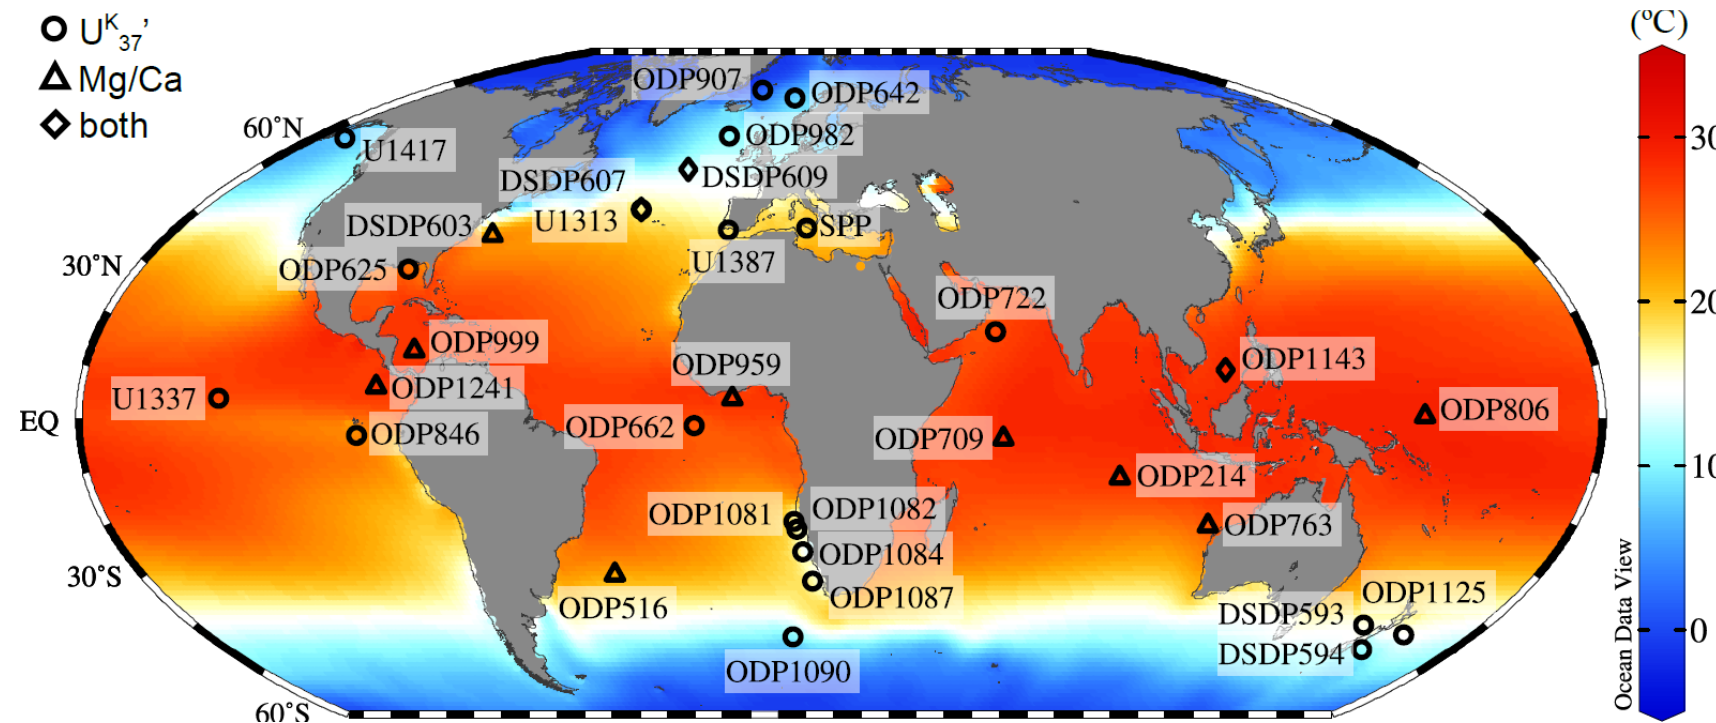 (ºC)
U^K_37’
Mg/Ca
both
ODP907
ODP642
60˚N
ODP982
30
U1417
DSDP607
DSDP609
U1313
DSDP603
SPP
U1387
30˚N
ODP625
ODP722
20
ODP999
ODP959
ODP1143
U1337
ODP1241
ODP806
EQ
ODP846
ODP662
ODP709
10
ODP214
ODP1081
ODP1082
ODP763
ODP1084
30˚S
ODP516
ODP1087
ODP1125
DSDP593
0
DSDP594
ODP1090
60˚S
Ocean Data View